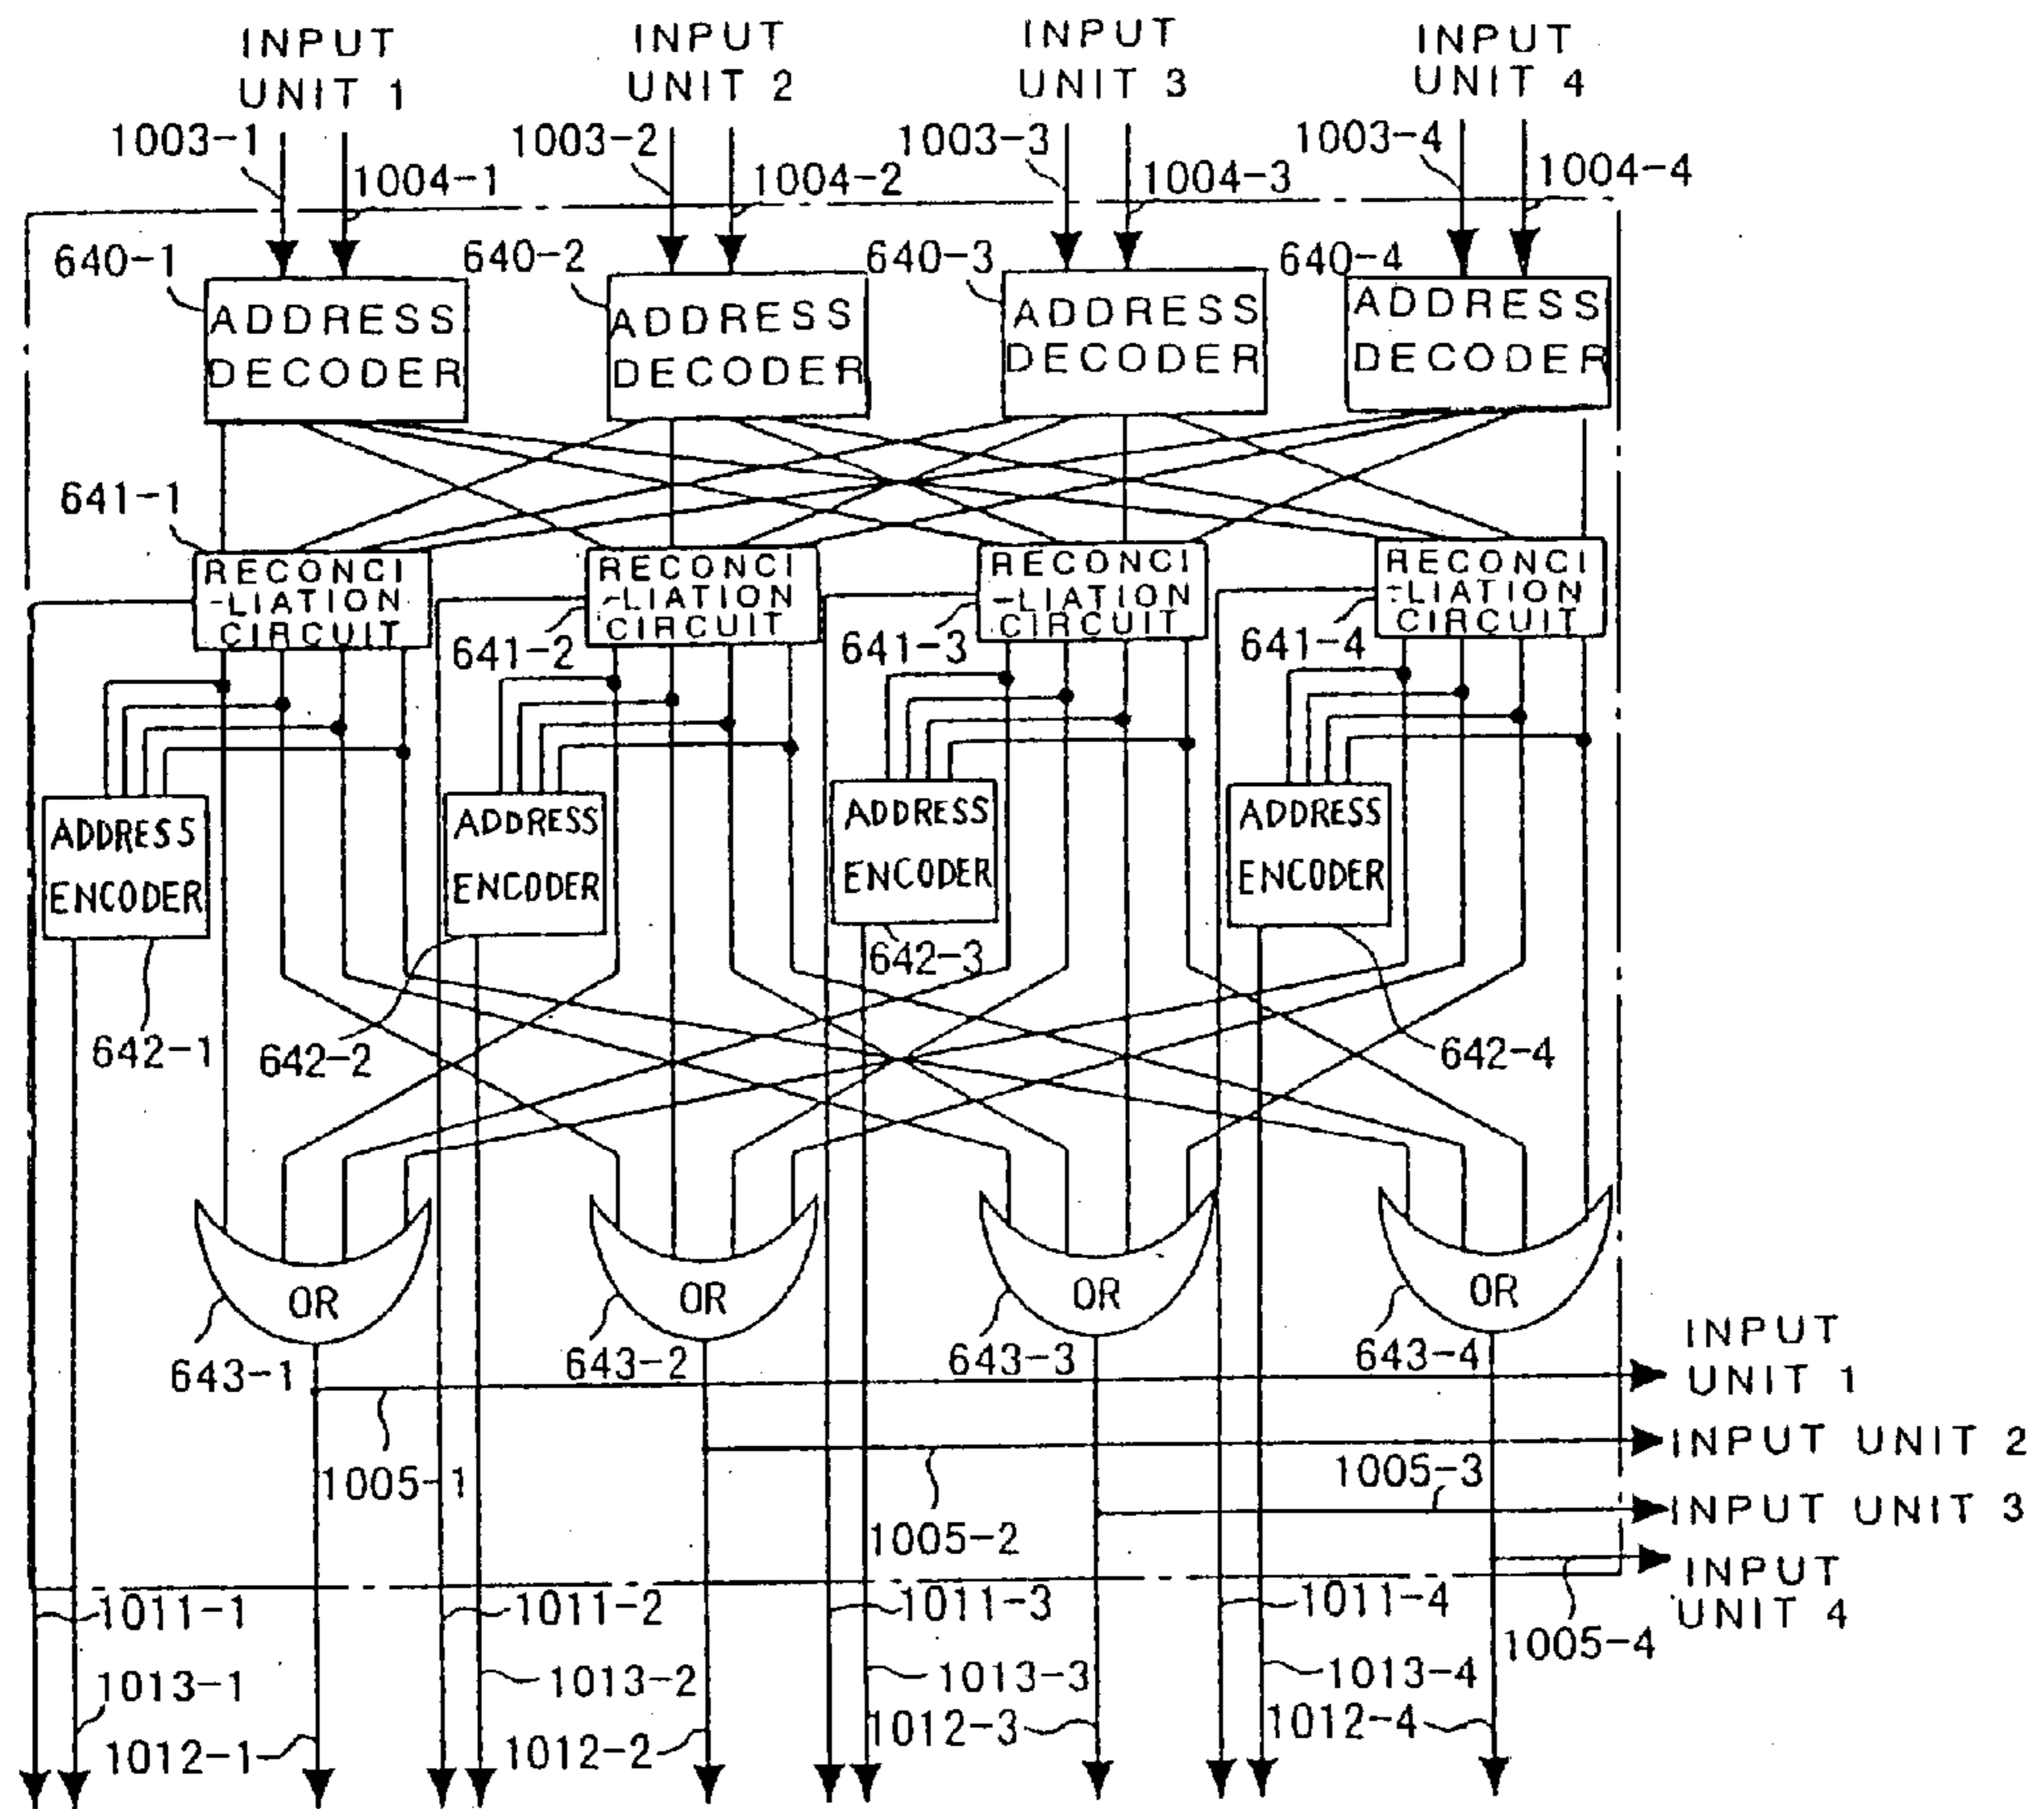 INPUT UNIT 1
INPUT UNIT 2
INPUT UNIT 3
INPUT UNIT 4
1003-1
1004-1
1003-2
1004-2
1003-3
1004-3
1003-4
1004-4
640-1
640-2
640-3
640-4
ADDRESS DECODER
ADDRESS DECODER
ADDRESS DECODER
ADDRESS DECODER
641-1
RECONCI
-LIATION
CIRCUIT
RECONCI
-LIATION
CIRCUIT
RECONCI
-LIATION
CIRCUIT
RECONCI
-LIATION
CIRCUIT
641-2
641-3
641-4
ADDRESS ENCODER
ADDRESS ENCODER
ADDRESS ENCODER
ADDRESS ENCODER
642-1
642-2
642-3
642-4
OR
OR
OR
OR
643-1
643-2
643-3
643-4
INPUT UNIT 1
INPUT UNIT 2
INPUT UNIT 3
INPUT UNIT 4
1005-1
1005-2
1005-3
1005-4
1011-1
1011-2
1011-3
1011-4
1013-1
1013-2
1013-3
1013-4
1012-1
1012-2
1012-3
1012-4